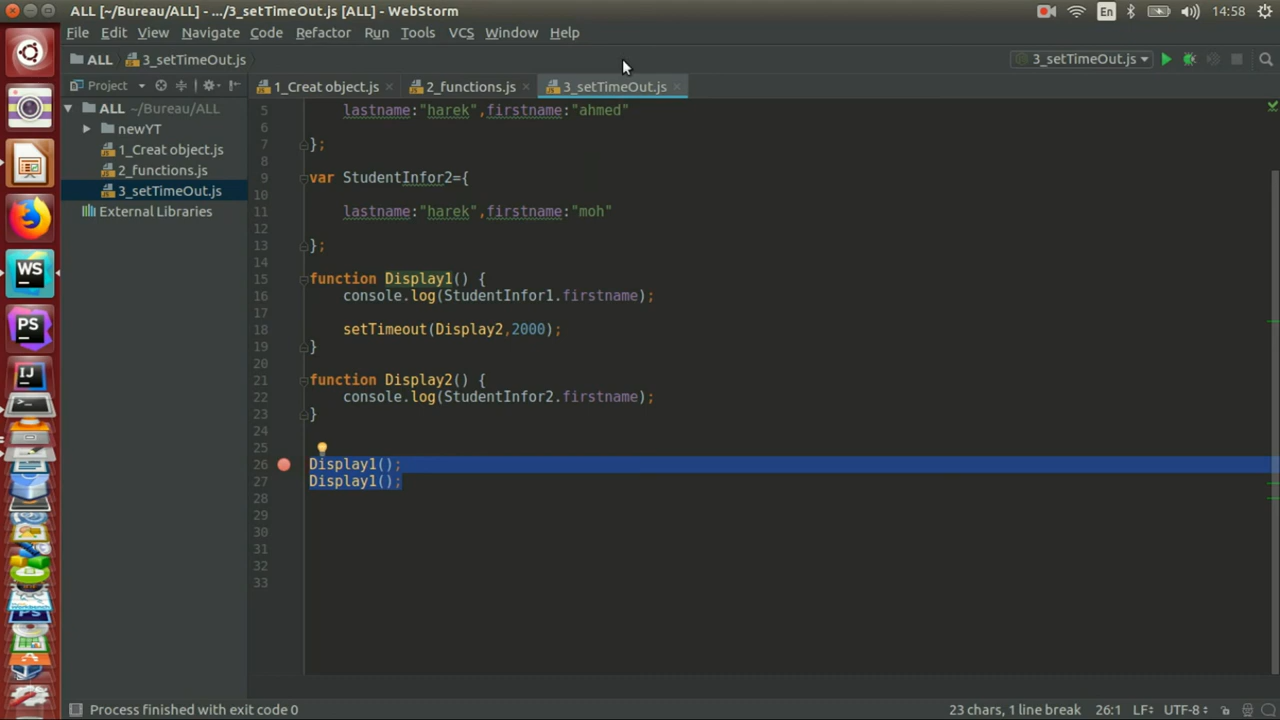 ALL [~/Bureau/ALL] - .../3_setTimeOut.js [ALL] - WebStorm
En
14:58
File Edit View Navigate Code Refactor Run Tools VCS Window Help
ALL 3_setTimeOut.js
3_setTimeOut.js
Project
1_Creat object.js 2_functions.js 3_setTimeOut.js
ALL ~/Bureau/ALL
newYT
1_Creat object.js
2_functions.js
3_setTimeOut.js
External Libraries
5 lastname:"harek",firstname:"ahmed"
6
7 };
8
9 var StudentInfor2={
10
11 lastname:"harek",firstname:"moh"
12
13 };
14
15 function Display1() {
16 console.log(StudentInfor1.firstname);
17
18 setTimeout(Display2,2000);
19 }
20
21 function Display2() {
22 console.log(StudentInfor2.firstname);
23 }
24
25
26 Display1();
27 Display1();
28
29
30
31
32
33
WS
PS
IJ
Ps
Process finished with exit code 0
23 chars, 1 line break 26:1 LF UTF-8